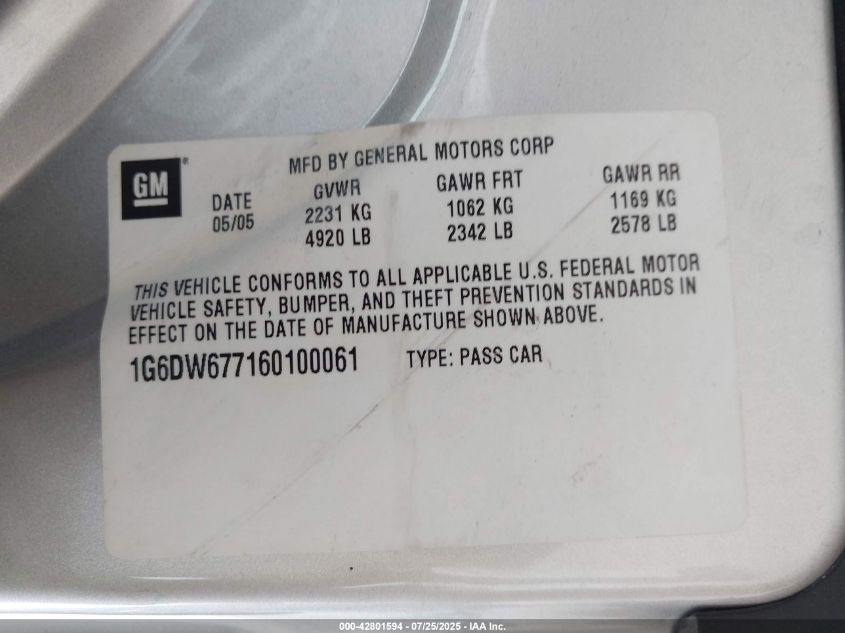 GM®
MFD BY GENERAL MOTORS CORP
DATE GVWR GAWR FRT GAWR RR
05/05 2231 KG 1062 KG 1169 KG
4920 LB 2342 LB 2578 LB
THIS VEHICLE CONFORMS TO ALL APPLICABLE U.S. FEDERAL MOTOR
VEHICLE SAFETY, BUMPER, AND THEFT PREVENTION STANDARDS IN
EFFECT ON THE DATE OF MANUFACTURE SHOWN ABOVE.
1G6DW677160100061 TYPE: PASS CAR
000-42801594 / 07/25/2025 - IAA Inc.